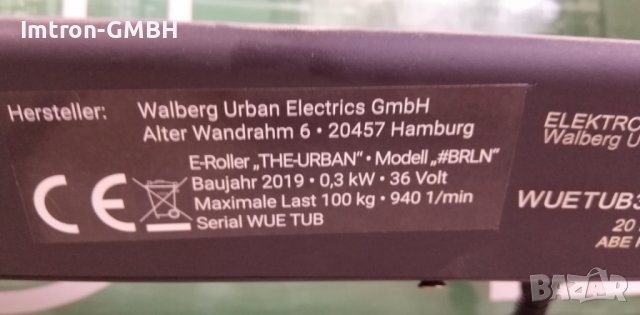 Imtron-GMBH
Hersteller: Walberg Urban Electrics GmbH
Alter Wandrahm 6 • 20457 Hamburg
E-Roller „THE-URBAN“ • Modell „#BRLN“
Baujahr 2019 • 0,3 kW • 36 Volt
Maximale Last 100 kg • 940 1/min
Serial WUE TUB
CE
ELEKTRO
Walberg U
WUETUB3
20
ABE
BAZAR